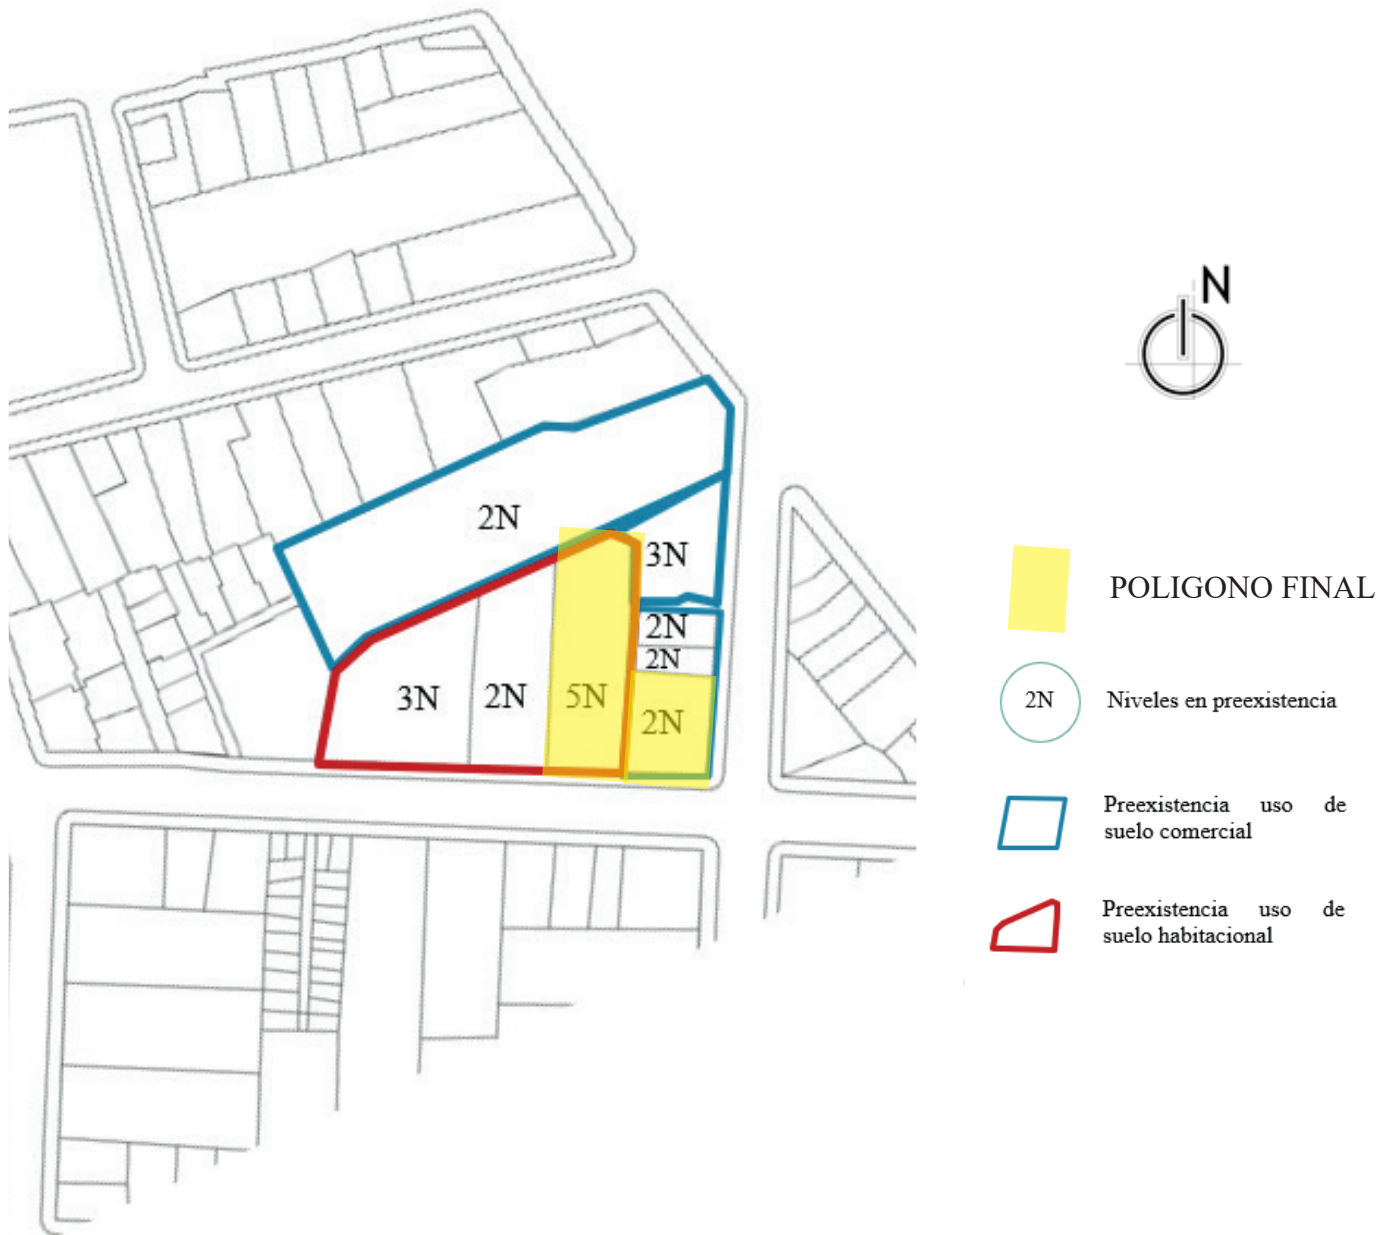 N
2N
3N
2N
2N
3N
2N
5N
2N
POLIGONO FINAL
2N
Niveles en preexistencia
Preexistencia uso de
suelo comercial
Preexistencia uso de
suelo habitacional